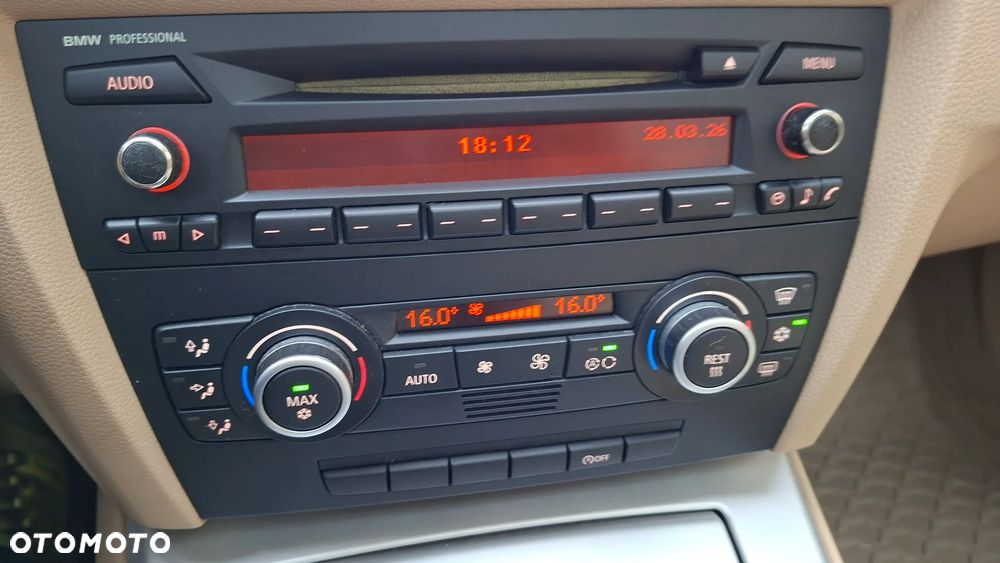 BMW PROFESSIONAL
AUDIO
MENU
18:12
28.03.26
m
16.0°
16.0°
AUTO
MAX
REST
A
OFF
OTOMOTO